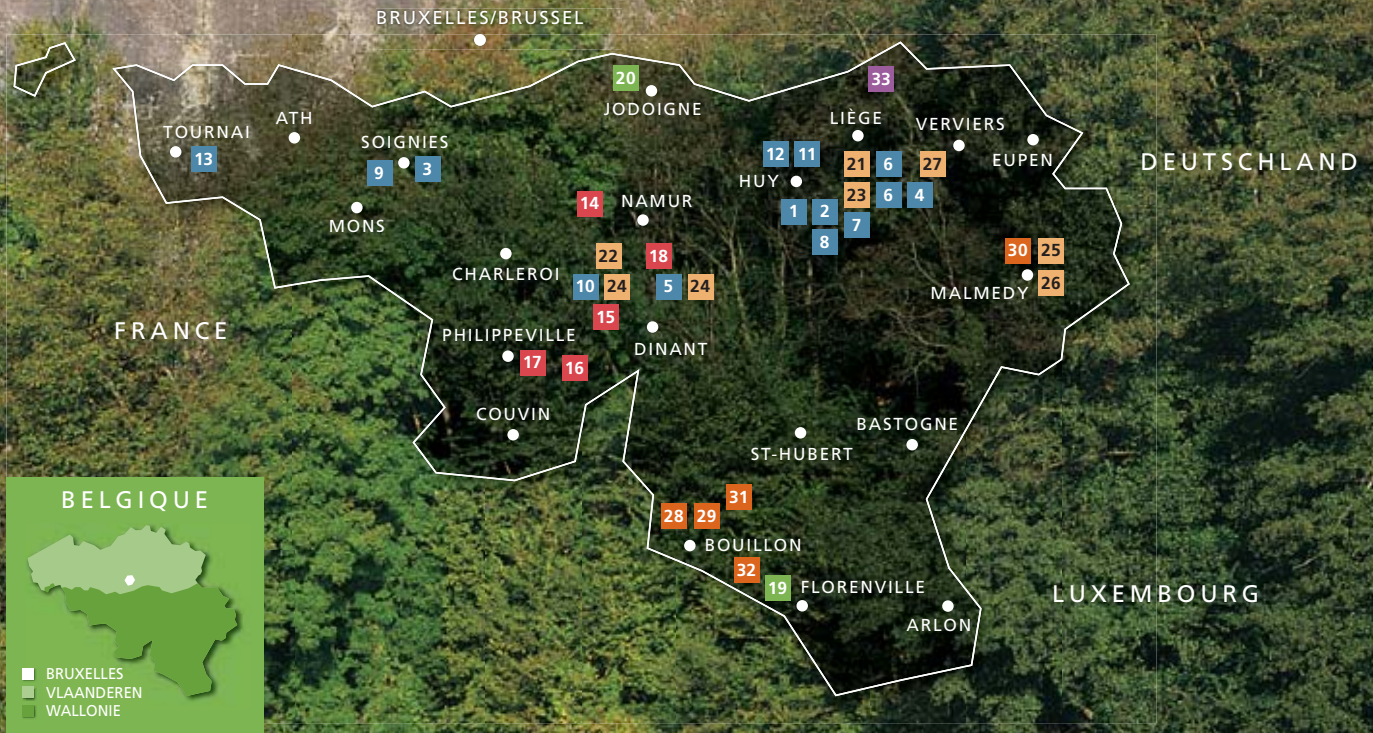 BRUXELLES/BRUSSEL
20
JODOIGNE
33
ATH
TOURNAI
13
SOIGNIES
9
3
MONS
LIÈGE
VERVIERS
EUPEN
DEUTSCHLAND
12 11
21 6 27
HUY
23 6 4
1 2
7
8
14
NAMUR
22 18
CHARLEROI
10 24 5 24
15
30 25
MALMEDY
26
FRANCE
PHILIPPEVILLE
17
16
DINANT
COUVIN
BASTOGNE
ST-HUBERT
31
28 29
BOUILLON
32
19
FLORENVILLE
ARLON
LUXEMBOURG
BELGIQUE
BRUXELLES
VLAANDEREN
WALLONIE